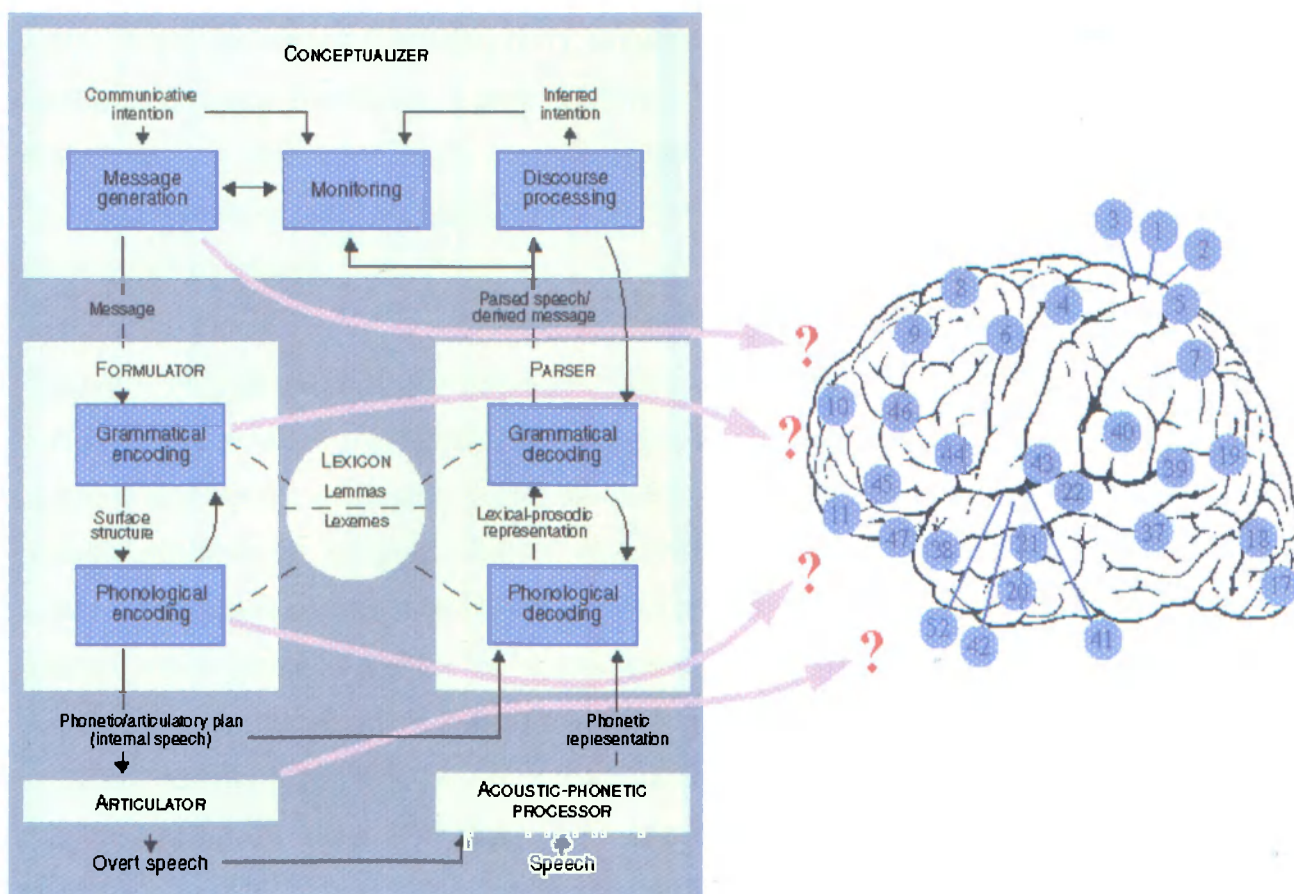 CONCEPTUALIZER
Communicative
intention
Inferred
intention
Message
generation
Monitoring
Discourse
processing
Message
Parsed speech/
derived message
FORMULATOR
PARSER
Grammatical
encoding
LEXICON
Lemmas
Lexemes
Grammatical
decoding
Surface
structure
Lexical-prosodic
representation
Phonological
encoding
Phonological
decoding
Phonetic/articulatory plan
(internal speech)
Phonetic
representation
ARTICULATOR
ACOUSTIC-PHONETIC
PROCESSOR
Overt speech
Speech
?
?
?
?
3
1
2
8
4
5
9
6
7
10
46
40
44
43
39
19
45
22
11
47
38
21
37
18
20
17
52
42
41